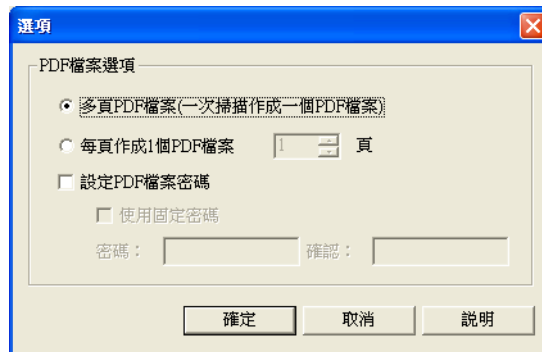 選項
PDF檔案選項
多頁PDF檔案(一次掃描作成一個PDF檔案)
每頁作成1個PDF檔案 1 頁
設定PDF檔案密碼
使用固定密碼
密碼： 確認：
確定 取消 說明